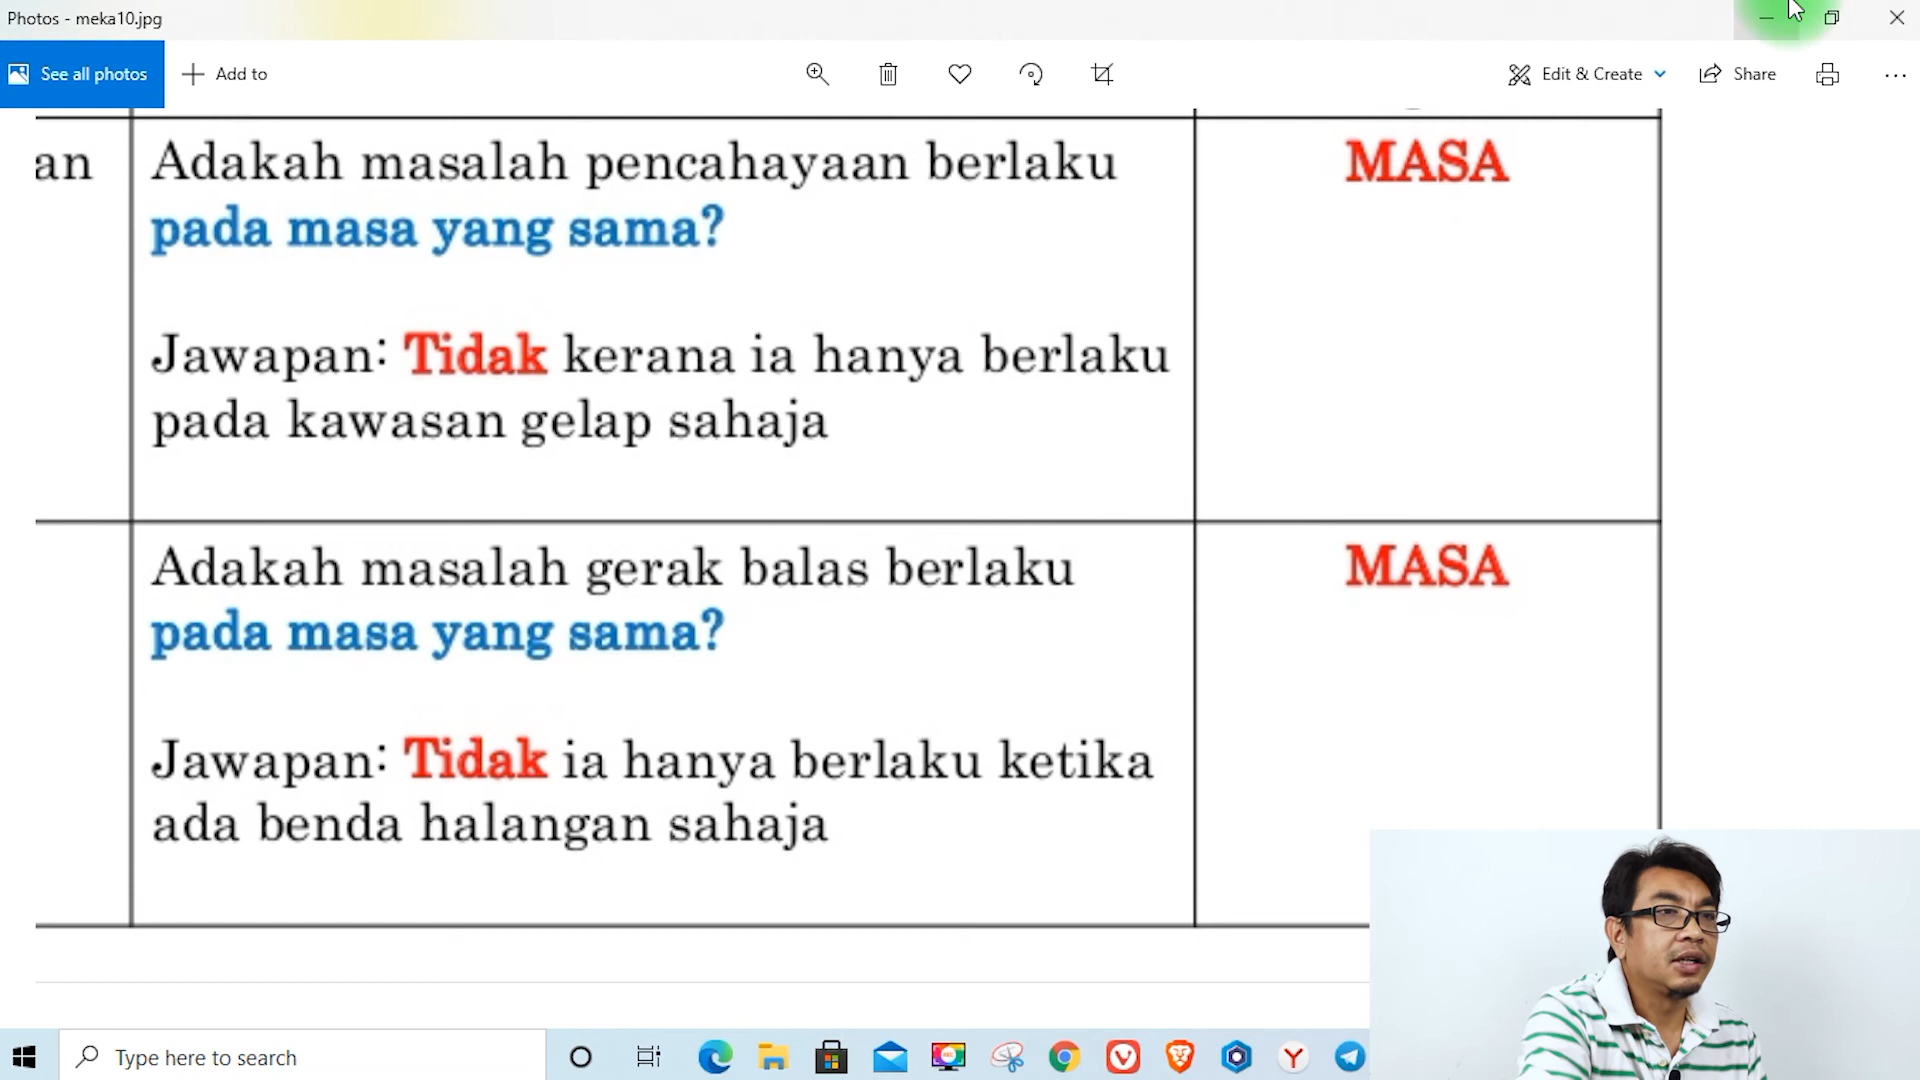 Photos - meka10.jpg
See all photos
Add to
Edit & Create
Share
an
Adakah masalah pencahayaan berlaku
pada masa yang sama?
MASA
Jawapan: Tidak kerana ia hanya berlaku
pada kawasan gelap sahaja
Adakah masalah gerak balas berlaku
pada masa yang sama?
MASA
Jawapan: Tidak ia hanya berlaku ketika
ada benda halangan sahaja
Type here to search